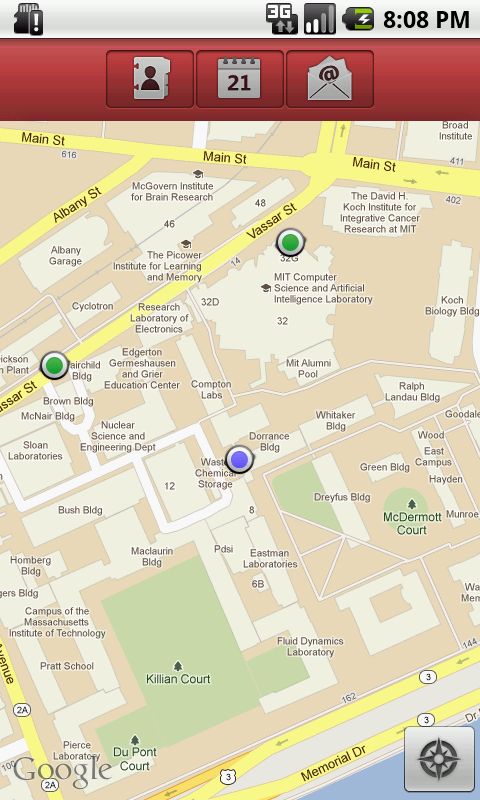 3G
8:08 PM
21
@
Main St
616
Main St
Broad
Institute
Main St
411
402
McGovern Institute
for Brain Research
48
The David H.
Koch Institute for
Integrative Cancer
Research at MIT
Albany St
46
Vassar St
Albany
Garage
The Picower
Institute for Learning
and Memory
14
32G
MIT Computer
Science and Artificial
Intelligence Laboratory
Cyclotron
32D
32
Koch
Biology Bldg
Research
Laboratory of
Electronics
Edgerton
Germeshausen
and Grier
Education Center
Mit Alumni
Pool
Compton
Labs
Ralph
Landau Bldg
Brown Bldg
McNair Bldg
Whitaker
Bldg
Nuclear
Science and
Engineering Dept
Dorrance
Bldg
Wood
East
Campus
Hayden
Sloan
Laboratories
Chemical
Storage
Green Bldg
12
Dreyfus Bldg
8
McDermott
Court
Munroe
Bush Bldg
Maclaurin
Bldg
Pdsi
Eastman
Laboratories
6B
Homberg
Bldg
Campus of the
Massachusetts
Institute of Technology
Fluid Dynamics
Laboratory
144
Pratt School
Killian Court
3
162
2A
3
Pierce
Laboratory
Du Pont
Court
Memorial Dr
3
2A
Google